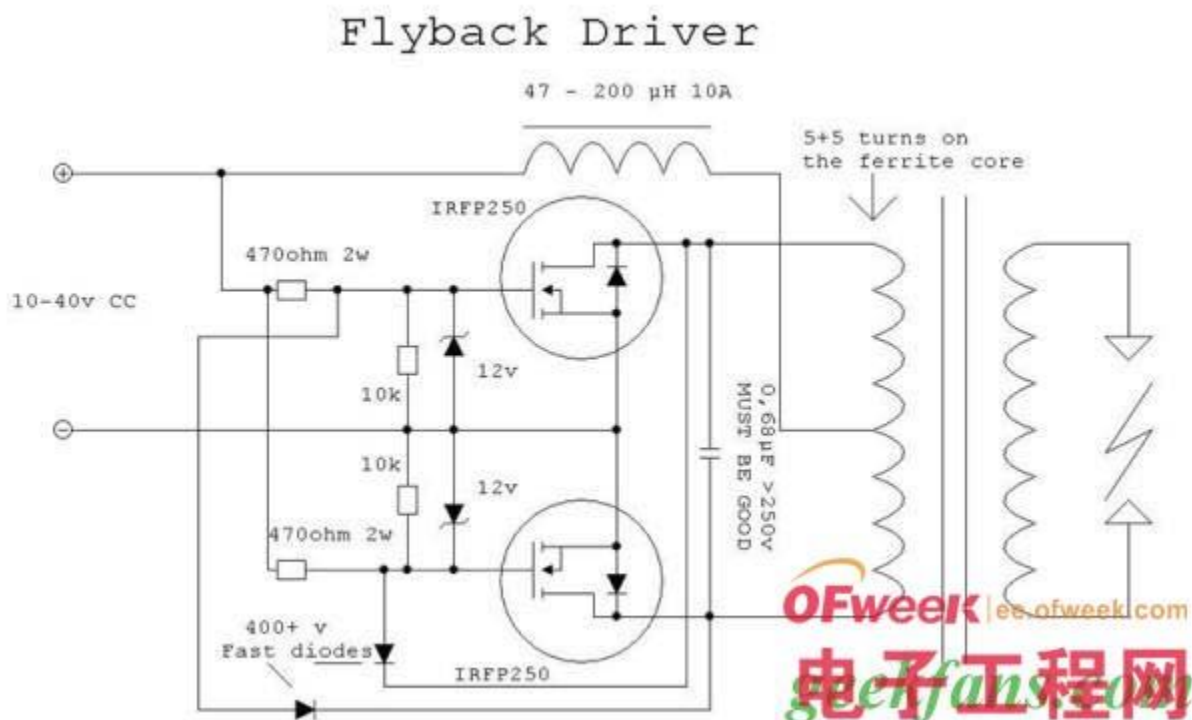 Flyback Driver
47 - 200 µH 10A
5+5 turns on
the ferrite core
IRFP250
470ohm 2w
10-40v CC
12v
10k
0,68µF >250v
MUST BE GOOD
10k
12v
470ohm 2w
400+ v
Fast diodes
IRFP250
OFweek ee.ofweek.com
电子工程网
geekfans.com